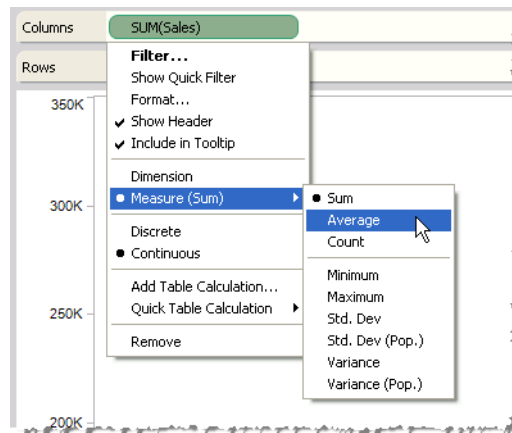 Columns
SUM(Sales)
Rows
Filter...
Show Quick Filter
Format...
Show Header
Include in Tooltip
Dimension
Measure (Sum)
Discrete
Continuous
Add Table Calculation...
Quick Table Calculation
Remove
Sum
Average
Count
Minimum
Maximum
Std. Dev
Std. Dev (Pop.)
Variance
Variance (Pop.)
350K
300K
250K
200K